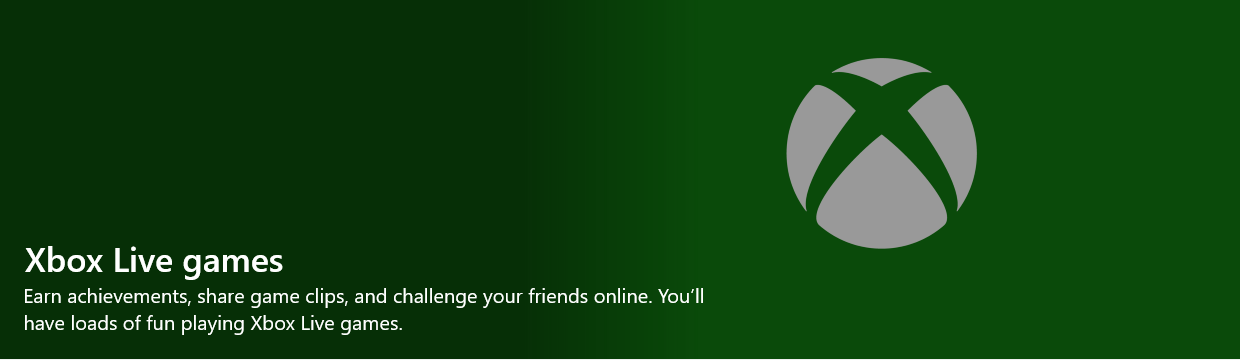 Xbox Live games
Earn achievements, share game clips, and challenge your friends online. You’ll
have loads of fun playing Xbox Live games.